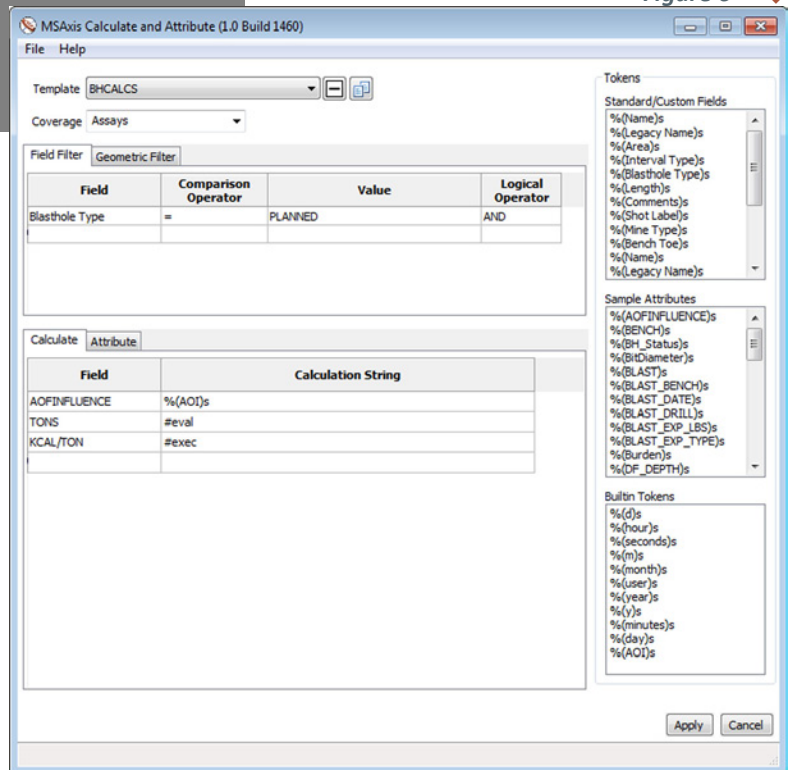 MSAxis Calculate and Attribute (1.0 Build 1460)
File Help
Template BHCALCS
Coverage Assays
Field Filter Geometric Filter
Field Comparison Operator Value Logical Operator
Blasthole Type = PLANNED AND
Calculate Attribute
Field Calculation String
AOFINFLUENCE %(AOI)s
TONS #eval
KCAL/TON #exec
Tokens
Standard/Custom Fields
%(Name)s
%(Legacy Name)s
%(Area)s
%(Interval Type)s
%(Blasthole Type)s
%(Length)s
%(Comments)s
%(Shot Label)s
%(Mine Type)s
%(Bench Toe)s
%(Name)s
%(Legacy Name)s
Sample Attributes
%(AOFINFLUENCE)s
%(BENCH)s
%(BH_Status)s
%(BitDiameter)s
%(BLAST)s
%(BLAST_BENCH)s
%(BLAST_DATE)s
%(BLAST_DRILL)s
%(BLAST_EXP_LBS)s
%(BLAST_EXP_TYPE)s
%(Burden)s
%(DF_DEPTH)s
Builtin Tokens
%(d)s
%(hour)s
%(seconds)s
%(m)s
%(month)s
%(user)s
%(year)s
%(y)s
%(minutes)s
%(day)s
%(AOI)s
Apply Cancel